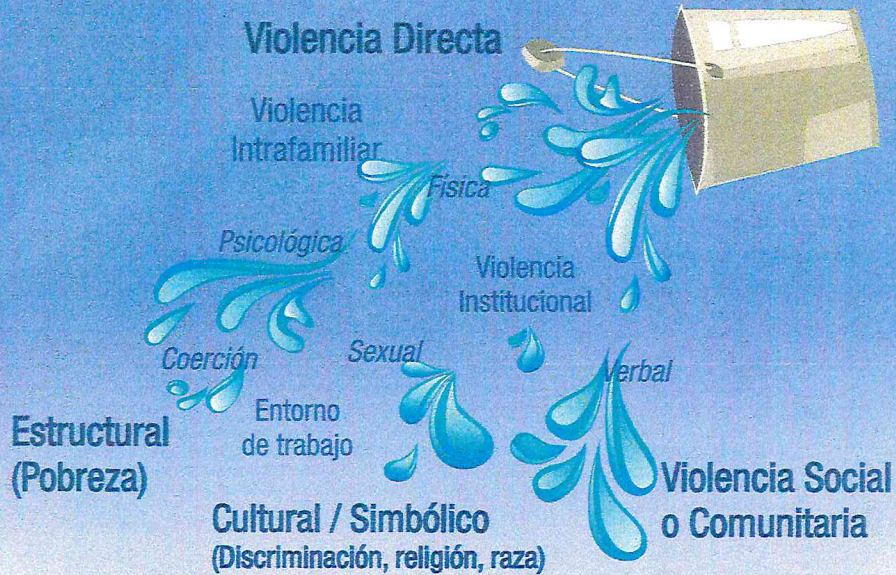 Violencia Directa
Violencia
Intrafamiliar
Física
Psicológica
Violencia
Institucional
Coerción
Sexual
Verbal
Entorno
de trabajo
Estructural
(Pobreza)
Violencia Social
o Comunitaria
Cultural / Simbólico
(Discriminación, religión, raza)